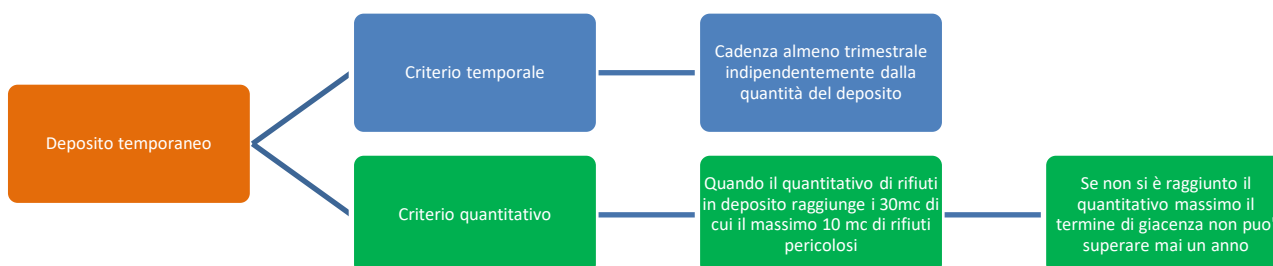 Deposito temporaneo
Criterio temporale
Cadenza almeno trimestrale
indipendentemente dalla
quantità del deposito
Criterio quantitativo
Quando il quantitativo di rifiuti
in deposito raggiunge i 30mc di
cui il massimo 10 mc di rifiuti
pericolosi
Se non si è raggiunto il
quantitativo massimo il
termine di giacenza non puo'
superare mai un anno